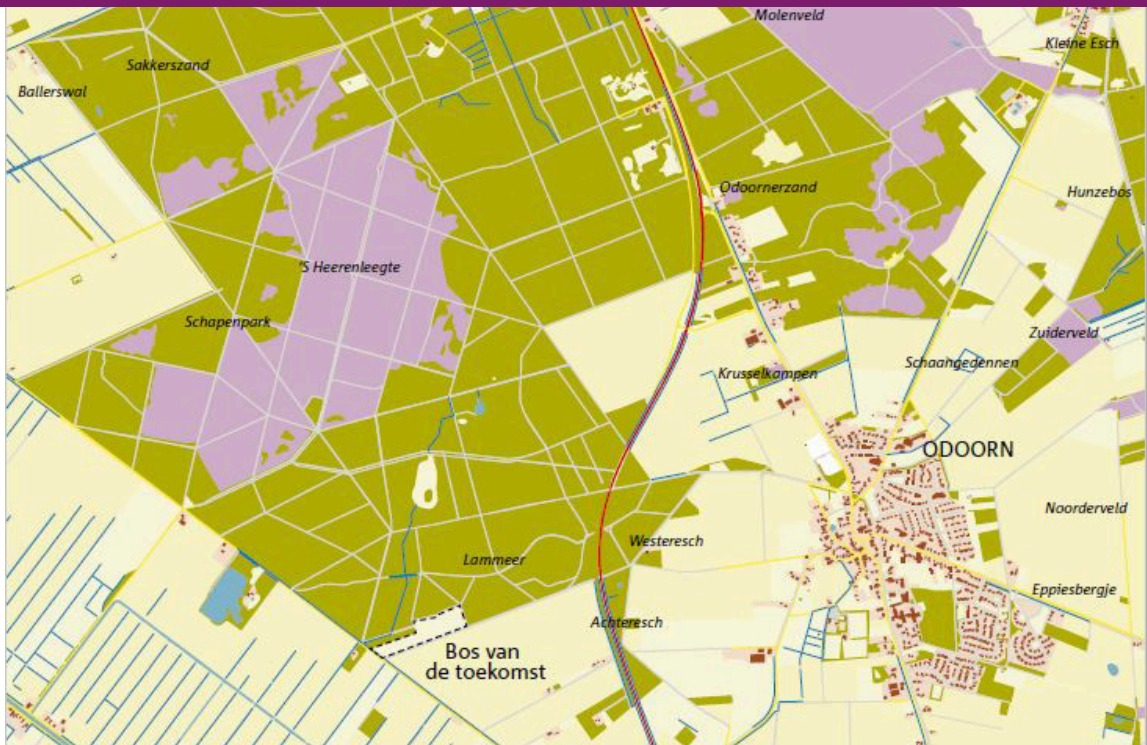 Molenveld
Kleine Esch
Sakkerszand
Ballerswal
Odoornerzand
Hunzebos
'S Heerenleegte
Schapenpark
Zuiderveld
Schaangedennen
Krusselkampen
ODOORN
Noorderveld
Westeresch
Lammeer
Eppiesbergje
Achteresch
Bos van
de toekomst